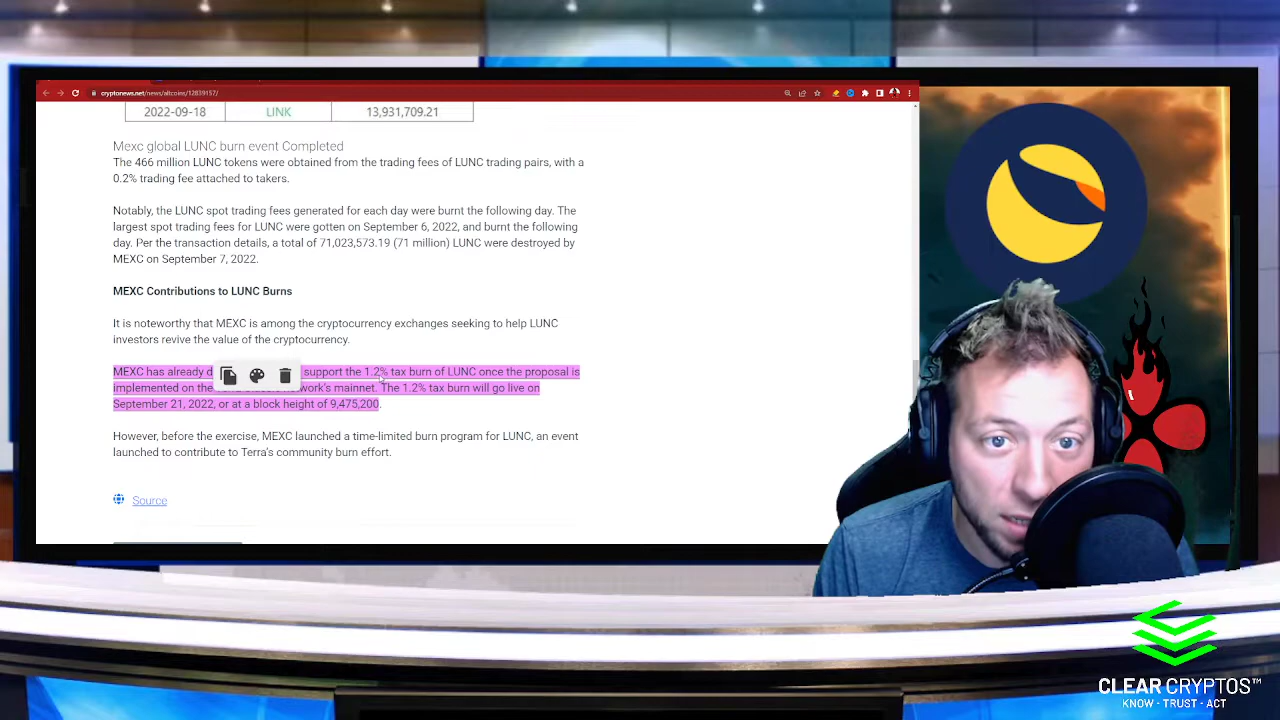 cryptonews.net/news/altcoins/12839157/
2022-09-18 LINK 13,931,709.21
Mexc global LUNC burn event Completed
The 466 million LUNC tokens were obtained from the trading fees of LUNC trading pairs, with a
0.2% trading fee attached to takers.
Notably, the LUNC spot trading fees generated for each day were burnt the following day. The
largest spot trading fees for LUNC were gotten on September 6, 2022, and burnt the following
day. Per the transaction details, a total of 71,023,573.19 (71 million) LUNC were destroyed by
MEXC on September 7, 2022.
MEXC Contributions to LUNC Burns
It is noteworthy that MEXC is among the cryptocurrency exchanges seeking to help LUNC
investors revive the value of the cryptocurrency.
MEXC has already support the 1.2% tax burn of LUNC once the proposal is
implemented on the network's mainnet. The 1.2% tax burn will go live on
September 21, 2022, or at a block height of 9,475,200.
However, before the exercise, MEXC launched a time-limited burn program for LUNC, an event
launched to contribute to Terra's community burn effort.
Source
CLEAR CRYPTOS™
KNOW - TRUST - ACT